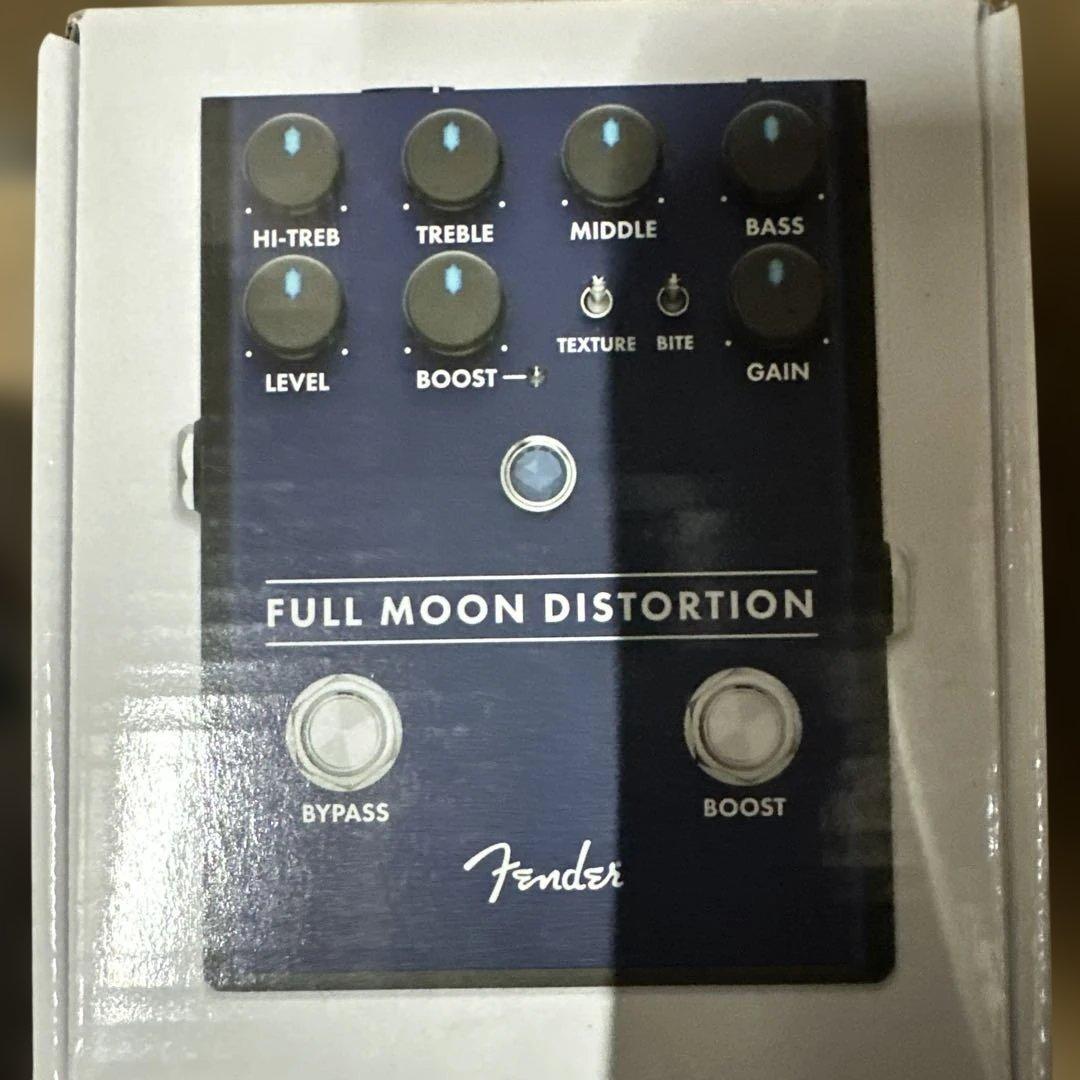 HI-TREB TREBLE MIDDLE BASS
LEVEL BOOST TEXTURE BITE GAIN
FULL MOON DISTORTION
BYPASS BOOST
Fender